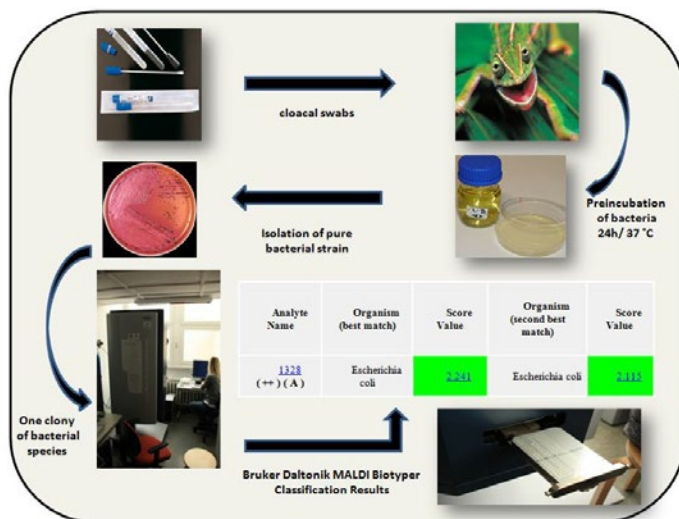 cloacal swabs
Preincubation
of bacteria
24h/ 37 °C
Isolation of pure
bacterial strain
Analyte
Name
Organism
(best match)
Score
Value
Organism
(second best
match)
Score
Value
1328
( ++ ) ( A )
Escherichia
coli
2.241
Escherichia coli
2.115
One clony
of bacterial
species
Bruker Daltonik MALDI Biotyper
Classification Results